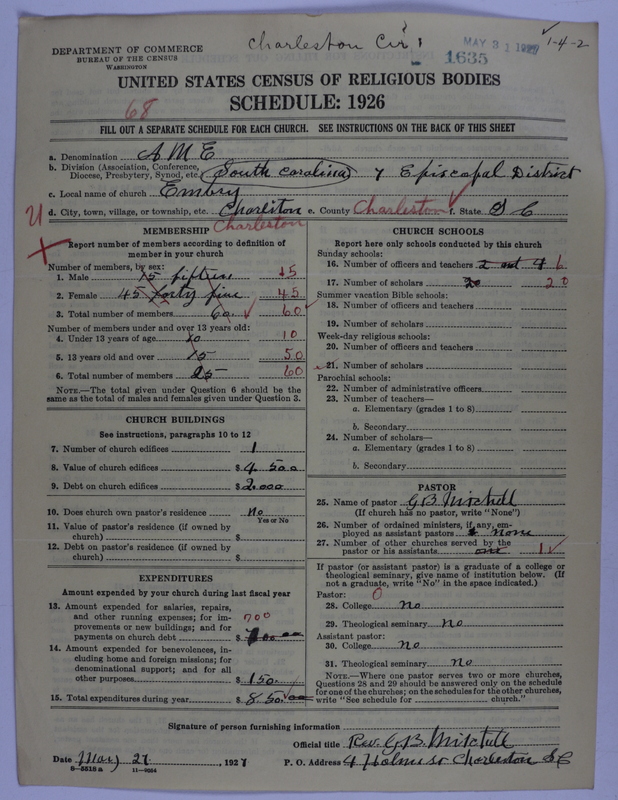 Charleston Cir.
MAY 31 1927
1635
1-4-2
DEPARTMENT OF COMMERCE
BUREAU OF THE CENSUS
WASHINGTON
UNITED STATES CENSUS OF RELIGIOUS BODIES
SCHEDULE: 1926
68
FILL OUT A SEPARATE SCHEDULE FOR EACH CHURCH. SEE INSTRUCTIONS ON THE BACK OF THIS SHEET
a. Denomination A M E
b. Division (Association, Conference, Diocese, Presbytery, Synod, etc.) South Carolina 7 Episcopal District
c. Local name of church Embry
d. City, town, village, or township, etc. Charliton e. County Charleston f. State S C
Charleston
MEMBERSHIP
Report number of members according to definition of member in your church
Number of members, by sex:
1. Male 15 fifteen 15
2. Female 45 forty five 45
3. Total number of members 60 60
Number of members under and over 13 years old:
4. Under 13 years of age 10 10
5. 13 years old and over 15 50
6. Total number of members 25 60
NOTE.—The total given under Question 6 should be the same as the total of males and females given under Question 3.
CHURCH BUILDINGS
See instructions, paragraphs 10 to 12
7. Number of church edifices 1
8. Value of church edifices $ 4 500
9. Debt on church edifices $ 2000
10. Does church own pastor's residence No
Yes or No
11. Value of pastor's residence (if owned by church) $
12. Debt on pastor's residence (if owned by church) $
EXPENDITURES
Amount expended by your church during last fiscal year
13. Amount expended for salaries, repairs, and other running expenses; for improvements or new buildings; and for payments on church debt 700 $
14. Amount expended for benevolences, including home and foreign missions; for denominational support; and for all other purposes $ 150
15. Total expenditures during year $ 850
CHURCH SCHOOLS
Report here only schools conducted by this church
Sunday schools:
16. Number of officers and teachers 2 and 4 6
17. Number of scholars 20 20
Summer vacation Bible schools:
18. Number of officers and teachers
19. Number of scholars
Week-day religious schools:
20. Number of officers and teachers
21. Number of scholars
Parochial schools:
22. Number of administrative officers
23. Number of teachers—
a. Elementary (grades 1 to 8)
b. Secondary
24. Number of scholars—
a. Elementary (grades 1 to 8)
b. Secondary
PASTOR
25. Name of pastor G B Mitchell
(If church has no pastor, write "None")
26. Number of ordained ministers, if any, employed as assistant pastors none
27. Number of other churches served by the pastor or his assistants one 1
If pastor (or assistant pastor) is a graduate of a college or theological seminary, give name of institution below. (If not a graduate, write "No" in the space indicated.)
Pastor: 0
28. College No
29. Theological seminary No
Assistant pastor:
30. College No
31. Theological seminary No
NOTE.—Where one pastor serves two or more churches, Questions 28 and 29 should be answered only on the schedule for one of the churches; on the schedules for the other churches, write "See schedule for church."
Signature of person furnishing information
Official title Rev. G. B. Mitchell
Date May 27, 1927 P. O. Address 4 Holmes St Charleston S C
8-5518 a 11-9054